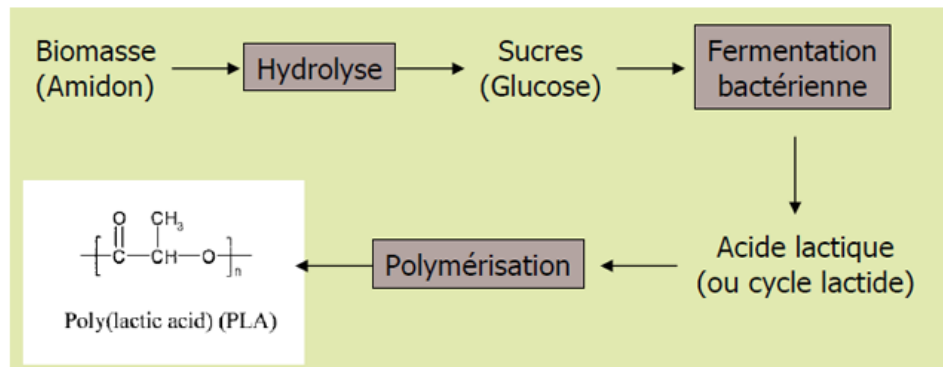 Biomasse
(Amidon)
Hydrolyse
Sucres
(Glucose)
Fermentation
bactérienne
Acide lactique
(ou cycle lactide)
Polymérisation
O CH₃
C—CH—O
n
Poly(lactic acid) (PLA)